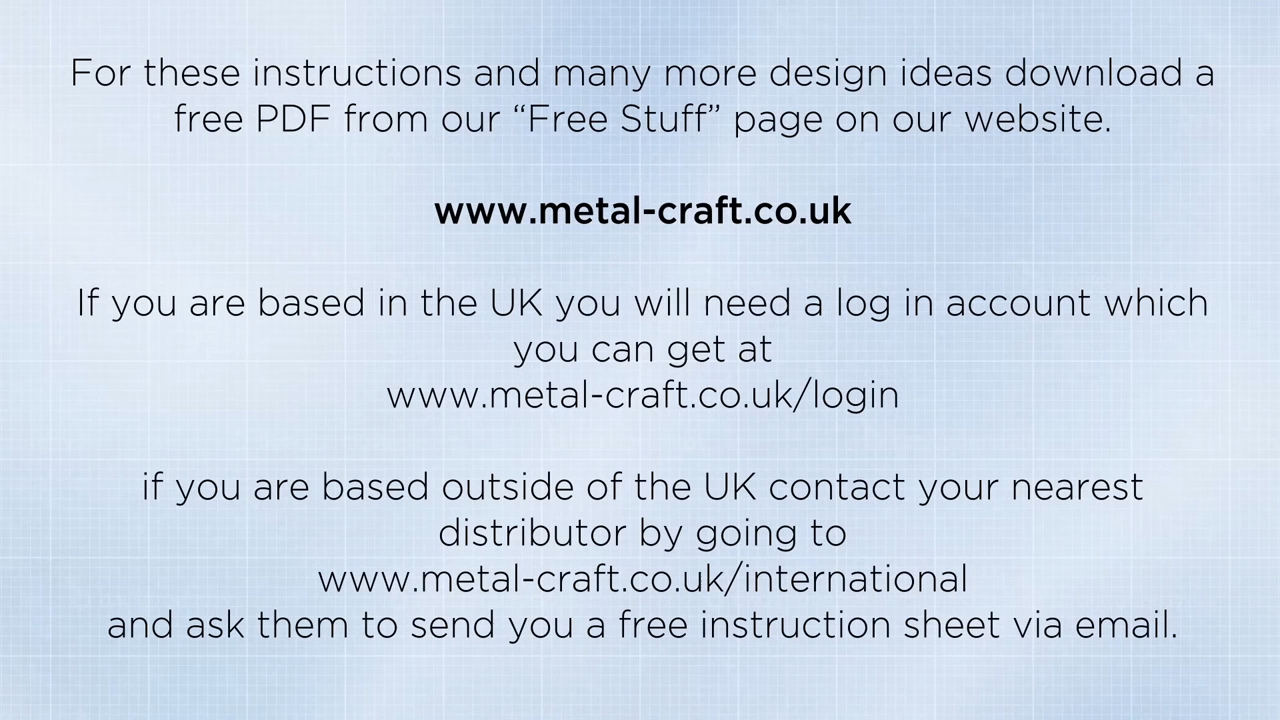 For these instructions and many more design ideas download a
free PDF from our “Free Stuff” page on our website.
www.metal-craft.co.uk
If you are based in the UK you will need a log in account which
you can get at
www.metal-craft.co.uk/login
if you are based outside of the UK contact your nearest
distributor by going to
www.metal-craft.co.uk/international
and ask them to send you a free instruction sheet via email.